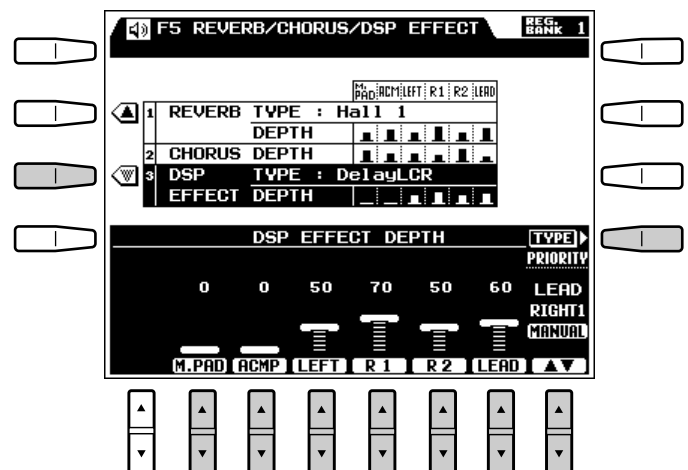 F5 REVERB/CHORUS/DSP EFFECT REG. BANK 1
M. PAD ACM LEFT R1 R2 LEAD
1 REVERB TYPE : Hall 1
DEPTH
2 CHORUS DEPTH
3 DSP TYPE : DelayLCR
EFFECT DEPTH
DSP EFFECT DEPTH TYPE
PRIORITY
0 0 50 70 50 60 LEAD
RIGHT1
MANUAL
M.PAD ACMP LEFT R 1 R 2 LEAD ▲▼